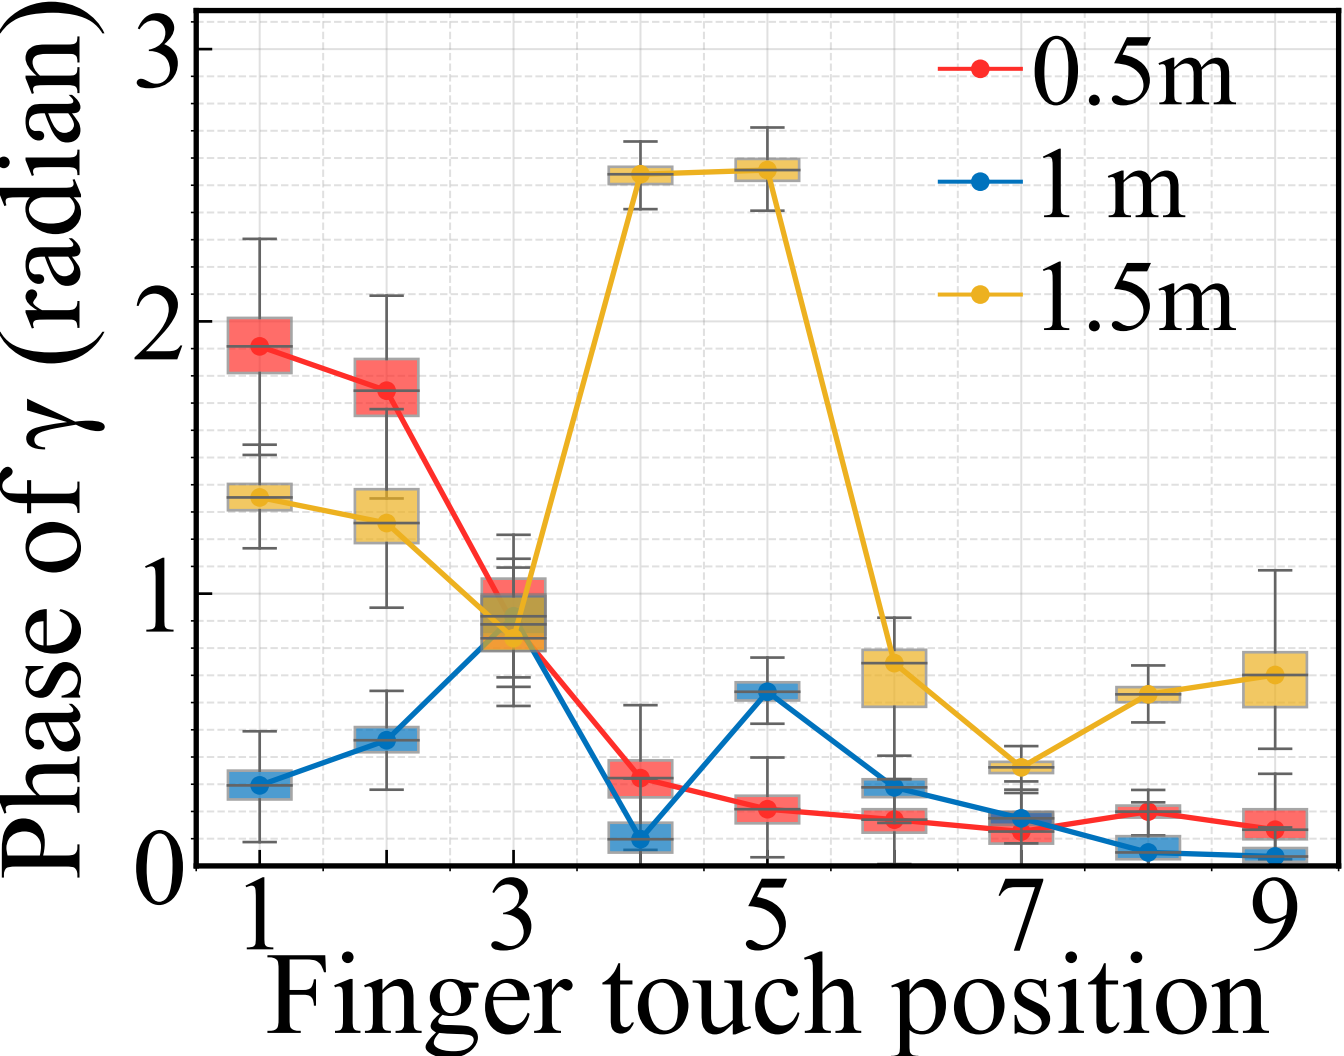 Phase of γ (radian)
3
2
1
0
0.5m
1 m
1.5m
1 3 5 7 9
Finger touch position